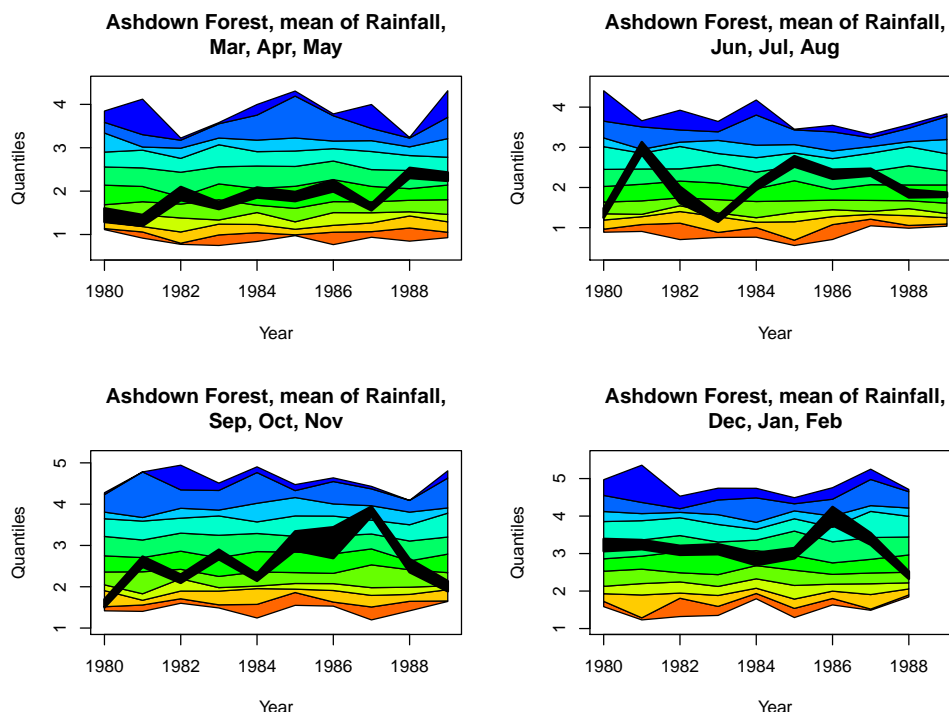 Ashdown Forest, mean of Rainfall,
Mar, Apr, May
Quantiles
4
3
2
1
1980 1982 1984 1986 1988
Year
Ashdown Forest, mean of Rainfall,
Jun, Jul, Aug
Quantiles
4
3
2
1
1980 1982 1984 1986 1988
Year
Ashdown Forest, mean of Rainfall,
Sep, Oct, Nov
Quantiles
5
4
3
2
1
1980 1982 1984 1986 1988
Year
Ashdown Forest, mean of Rainfall,
Dec, Jan, Feb
Quantiles
5
4
3
2
1
1980 1982 1984 1986 1988
Year